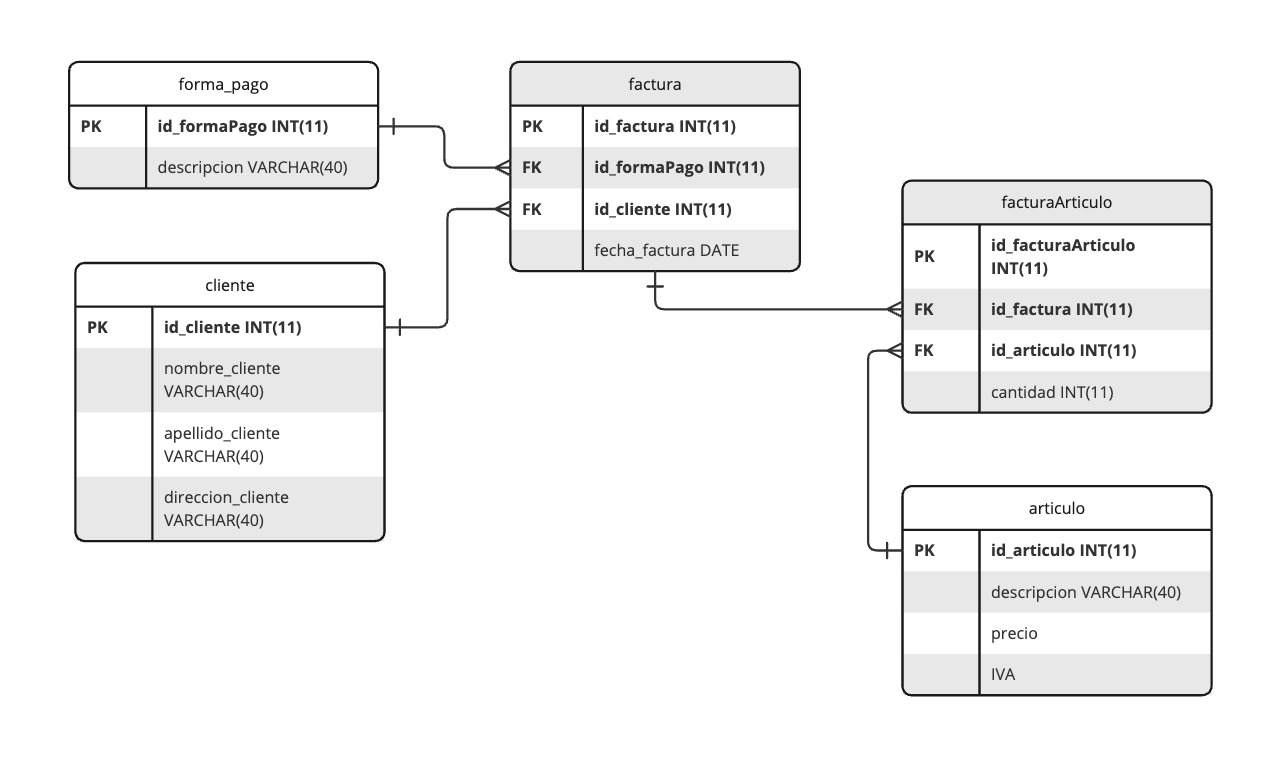 forma_pago
PK id_formaPago INT(11)
descripcion VARCHAR(40)
factura
PK id_factura INT(11)
FK id_formaPago INT(11)
FK id_cliente INT(11)
fecha_factura DATE
cliente
PK id_cliente INT(11)
nombre_cliente
VARCHAR(40)
apellido_cliente
VARCHAR(40)
direccion_cliente
VARCHAR(40)
facturaArticulo
PK id_facturaArticulo
INT(11)
FK id_factura INT(11)
FK id_articulo INT(11)
cantidad INT(11)
articulo
PK id_articulo INT(11)
descripcion VARCHAR(40)
precio
IVA